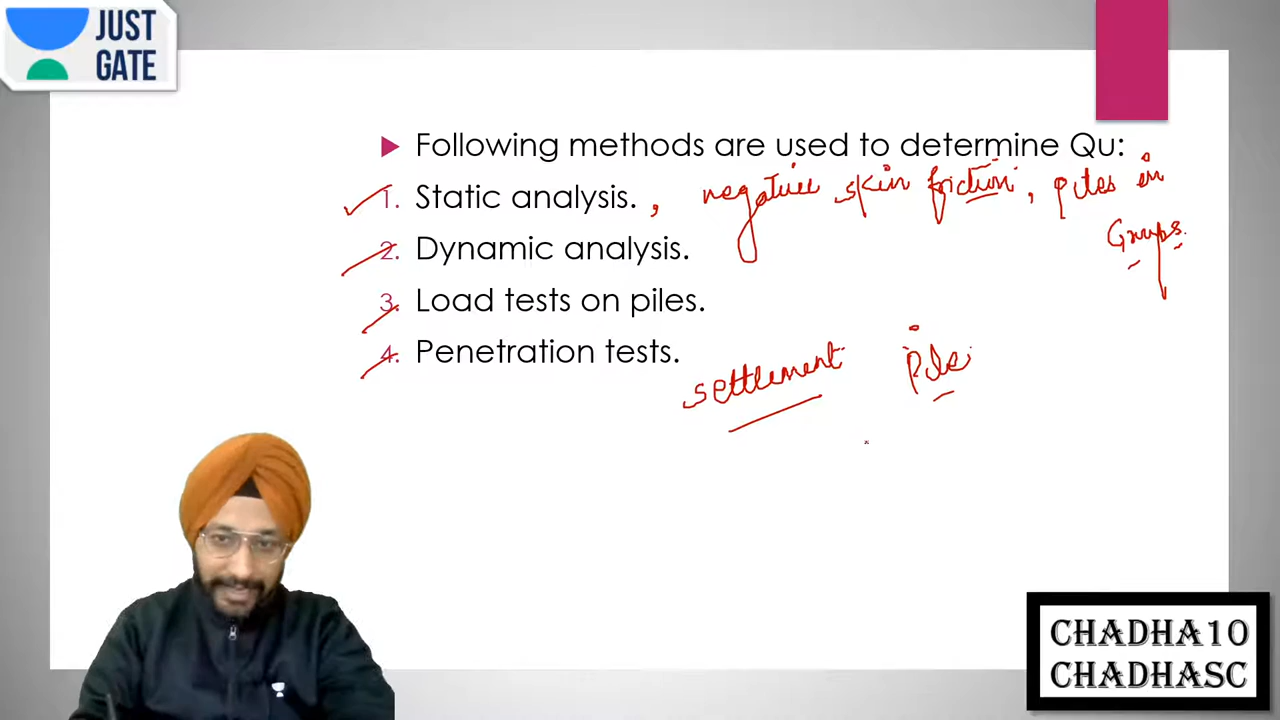 JUST
GATE
Following methods are used to determine Qu:
1. Static analysis. , negative skin friction, piles in
Groups.
2. Dynamic analysis.
3. Load tests on piles.
4. Penetration tests.
settlement Pile
CHADHA10
CHADHASC